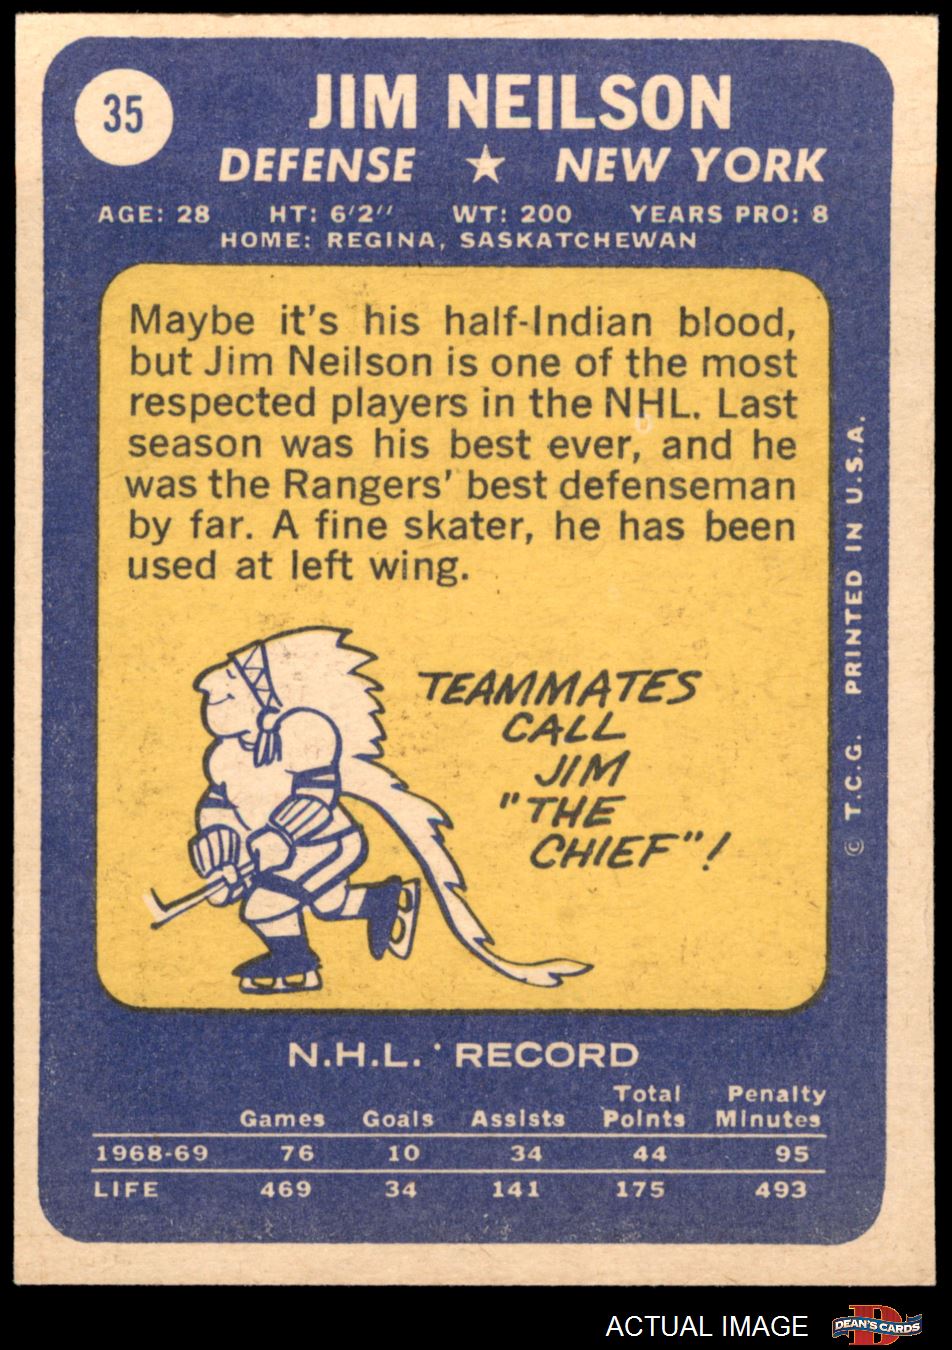 35
JIM NEILSON
DEFENSE ★ NEW YORK
AGE: 28 HT: 6'2" WT: 200 YEARS PRO: 8
HOME: REGINA, SASKATCHEWAN
Maybe it's his half-Indian blood,
but Jim Neilson is one of the most
respected players in the NHL. Last
season was his best ever, and he
was the Rangers' best defenseman
by far. A fine skater, he has been
used at left wing.
TEAMMATES
CALL
JIM
"THE
CHIEF"!
© T.C.G. PRINTED IN U.S.A.
N.H.L. RECORD
Total Penalty
Games Goals Assists Points Minutes
1968-69 76 10 34 44 95
LIFE 469 34 141 175 493
ACTUAL IMAGE
D
DEAN'S CARDS